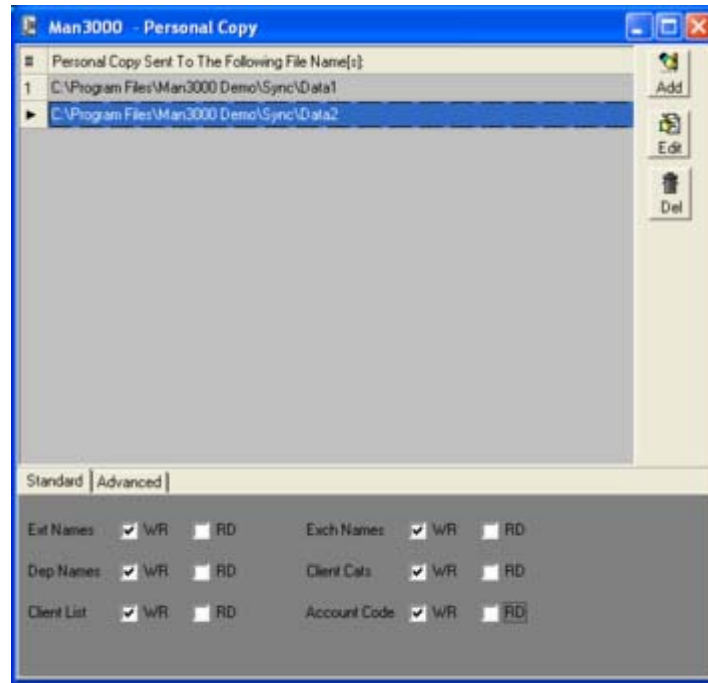 Man3000 - Personal Copy
# Personal Copy Sent To The Following File Name[s]:
1 C:\Program Files\Man3000 Demo\Sync\Data1
C:\Program Files\Man3000 Demo\Sync\Data2
Add
Edit
Del
Standard Advanced
Ext Names WR RD Exch Names WR RD
Dep Names WR RD Client Cats WR RD
Client List WR RD Account Code WR RD